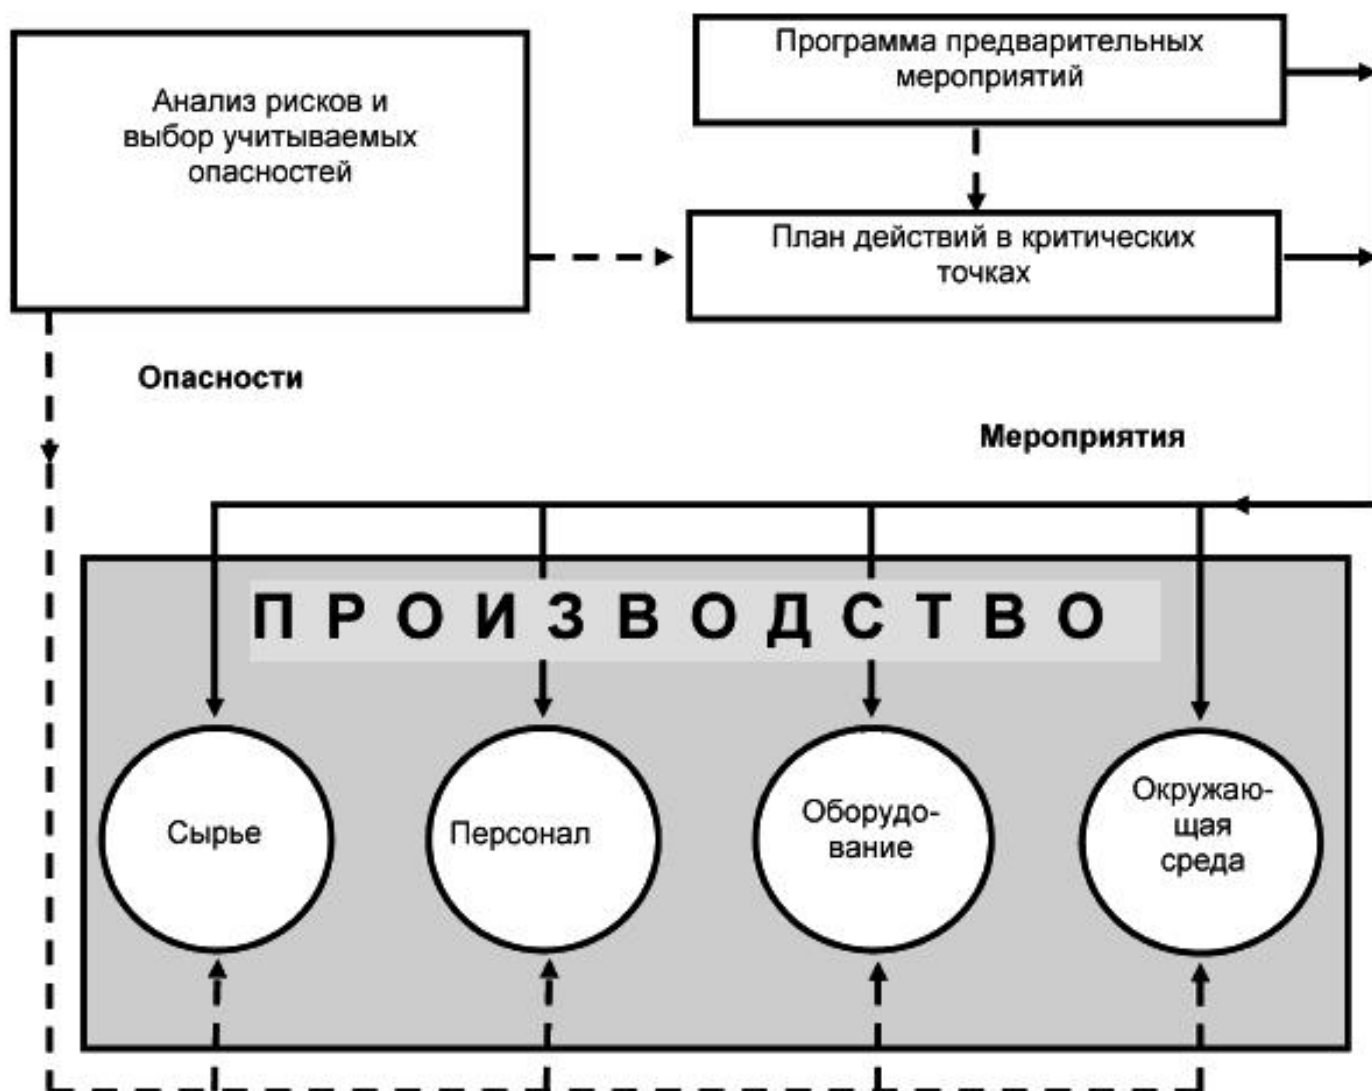 Анализ рисков и
выбор учитываемых
опасностей
Программа предварительных
мероприятий
План действий в критических
точках
Опасности
Мероприятия
П Р О И З В О Д С Т В О
Сырье
Персонал
Оборудо-
вание
Окружаю-
щая
среда